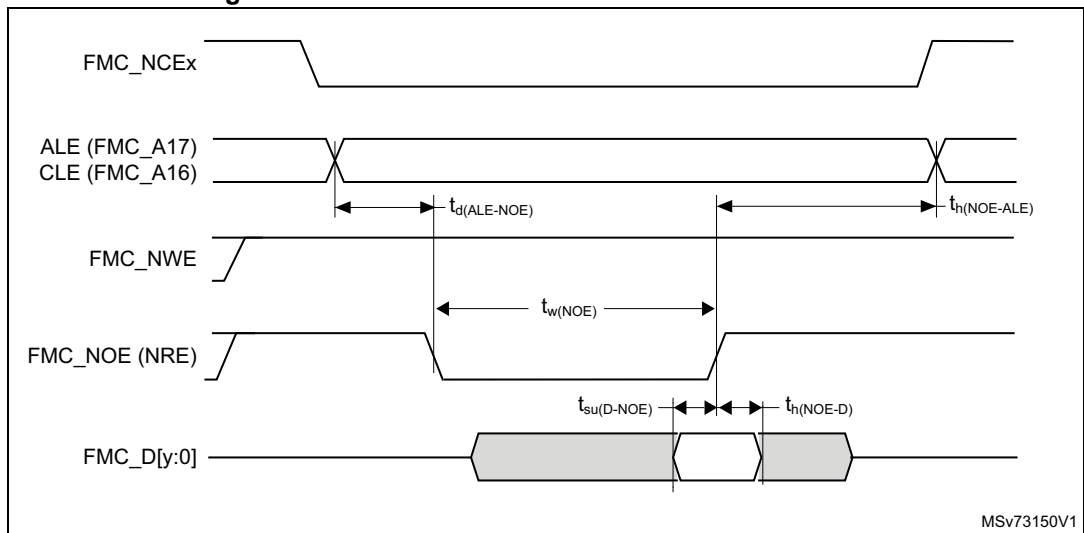 FMC_NCEx
ALE (FMC_A17)
CLE (FMC_A16)
td(ALE-NOE)
th(NOE-ALE)
FMC_NWE
tw(NOE)
FMC_NOE (NRE)
tsu(D-NOE)
th(NOE-D)
FMC_D[y:0]
MSv73150V1